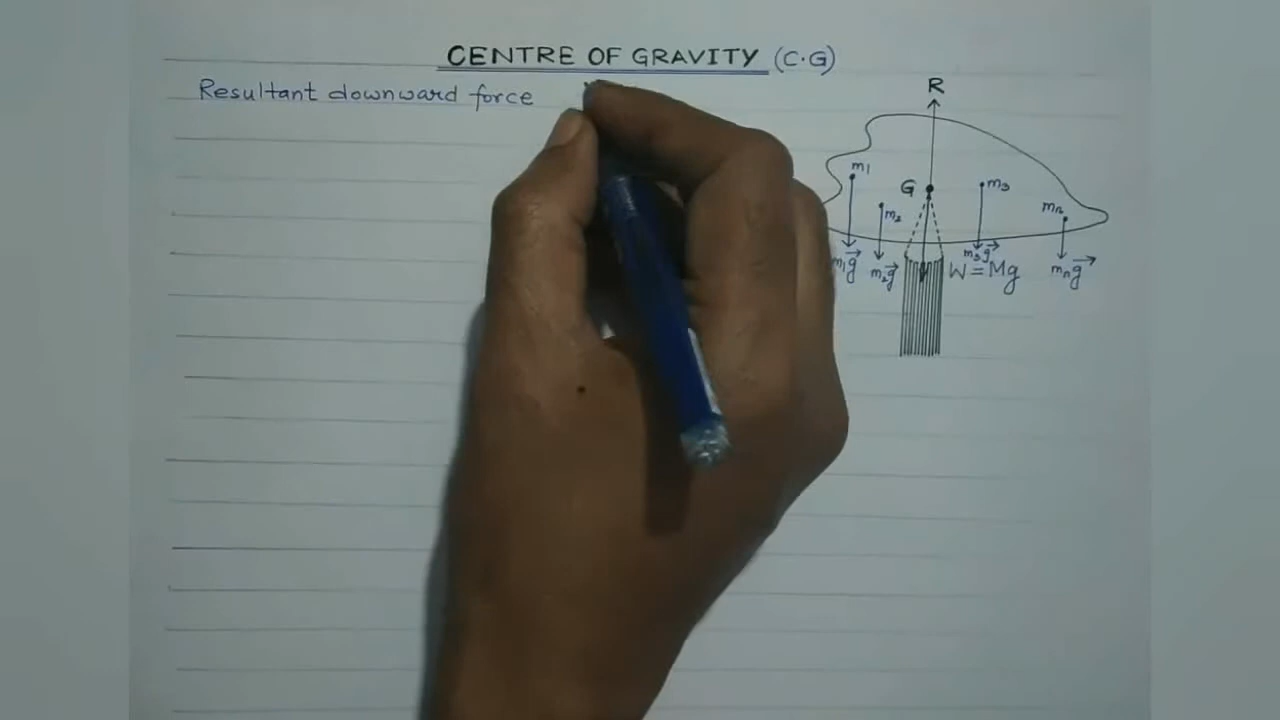 CENTRE OF GRAVITY (C.G)
Resultant downward force
R
m1
G
m3
m2
mn
m1g→
m2g→
m3g→
W=Mg
mng→